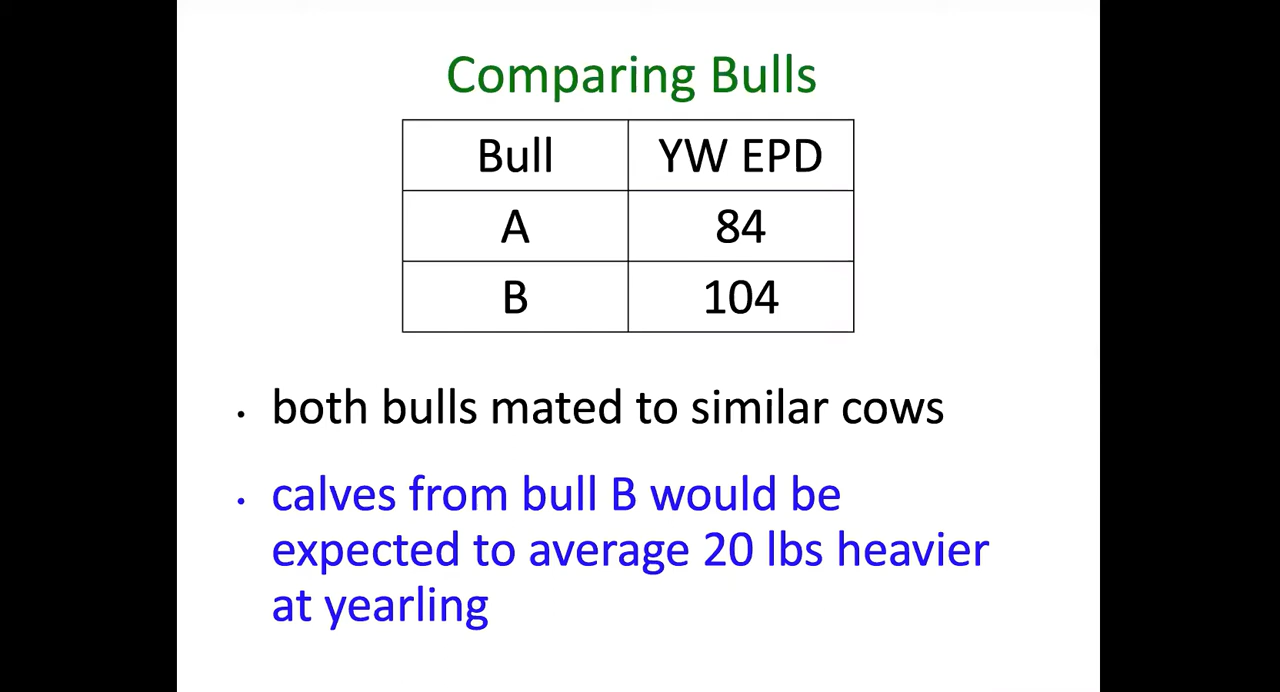 Comparing Bulls
Bull YW EPD
A 84
B 104
• both bulls mated to similar cows
• calves from bull B would be
expected to average 20 lbs heavier
at yearling